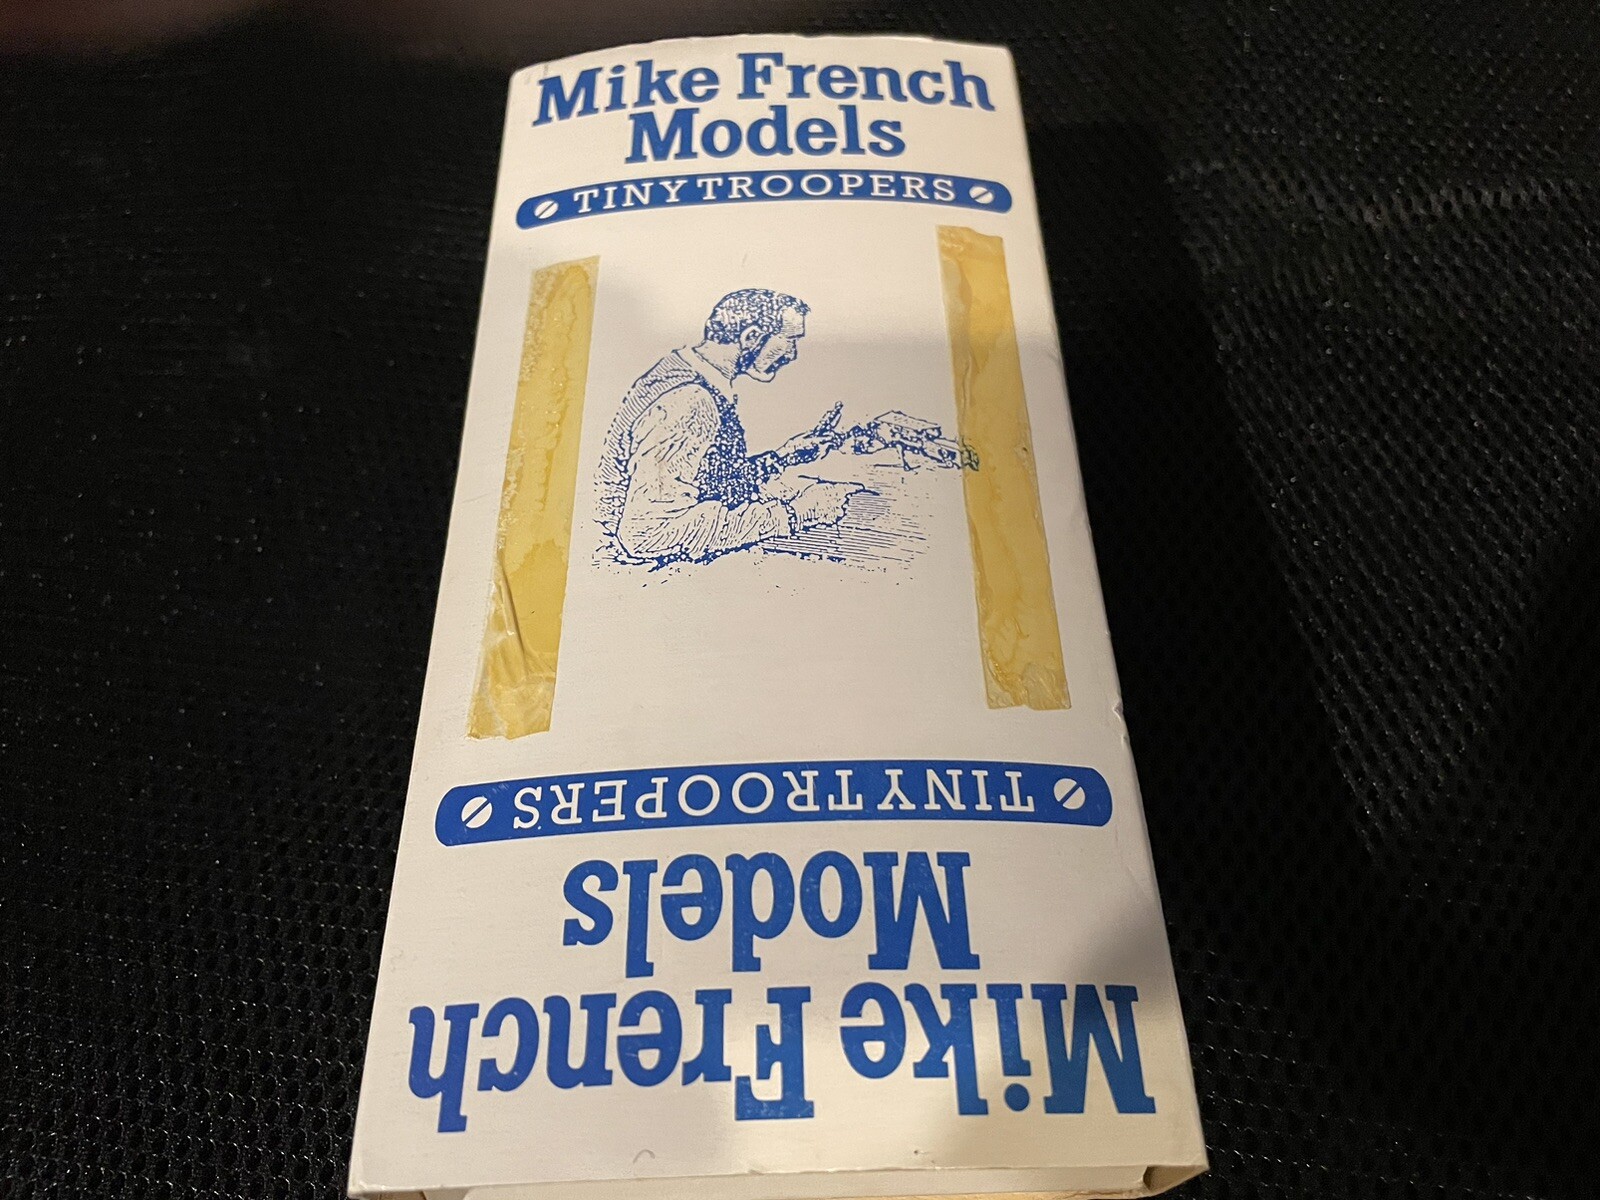 Mike French
Models
TINY TROOPERS
TINY TROOPERS
Models
Mike French